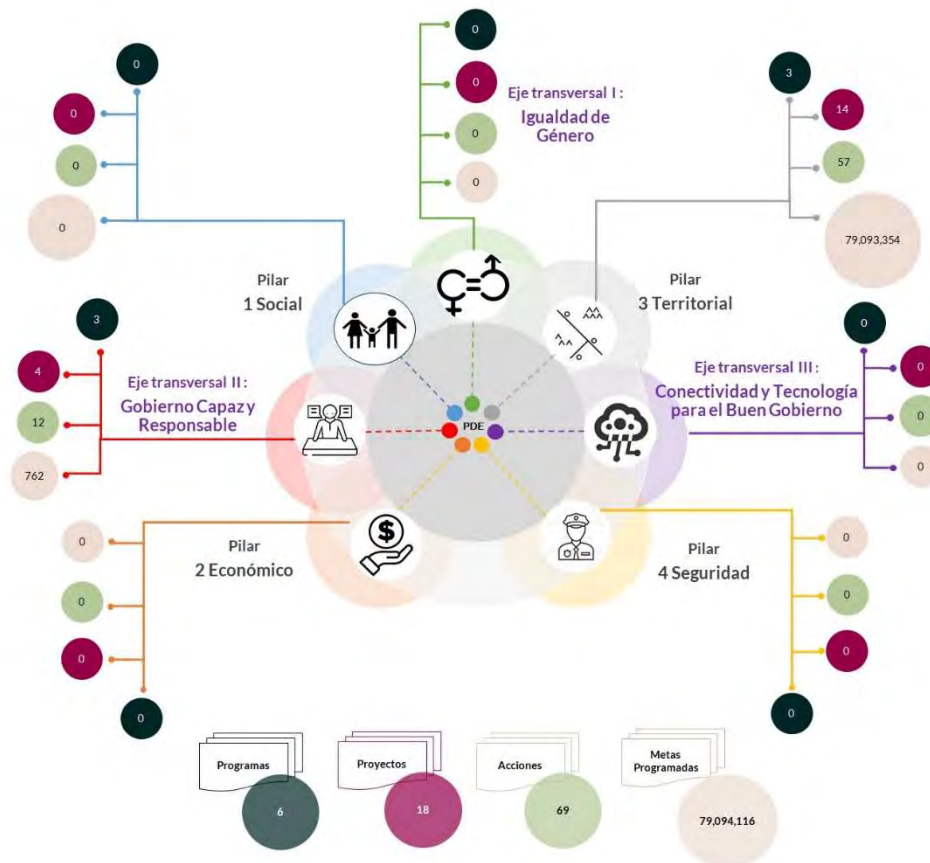 0
0
0
0
0
0
0
0
Eje transversal I :
Igualdad de
Género
3
14
57
79,093,354
Pilar
1 Social
Pilar
3 Territorial
3
4
12
762
Eje transversal II :
Gobierno Capaz y
Responsable
PDE
Eje transversal III :
Conectividad y Tecnología
para el Buen Gobierno
0
0
0
0
0
0
0
0
Pilar
2 Económico
Pilar
4 Seguridad
0
0
0
0
Programas
6
Proyectos
18
Acciones
69
Metas
Programadas
79,094,116